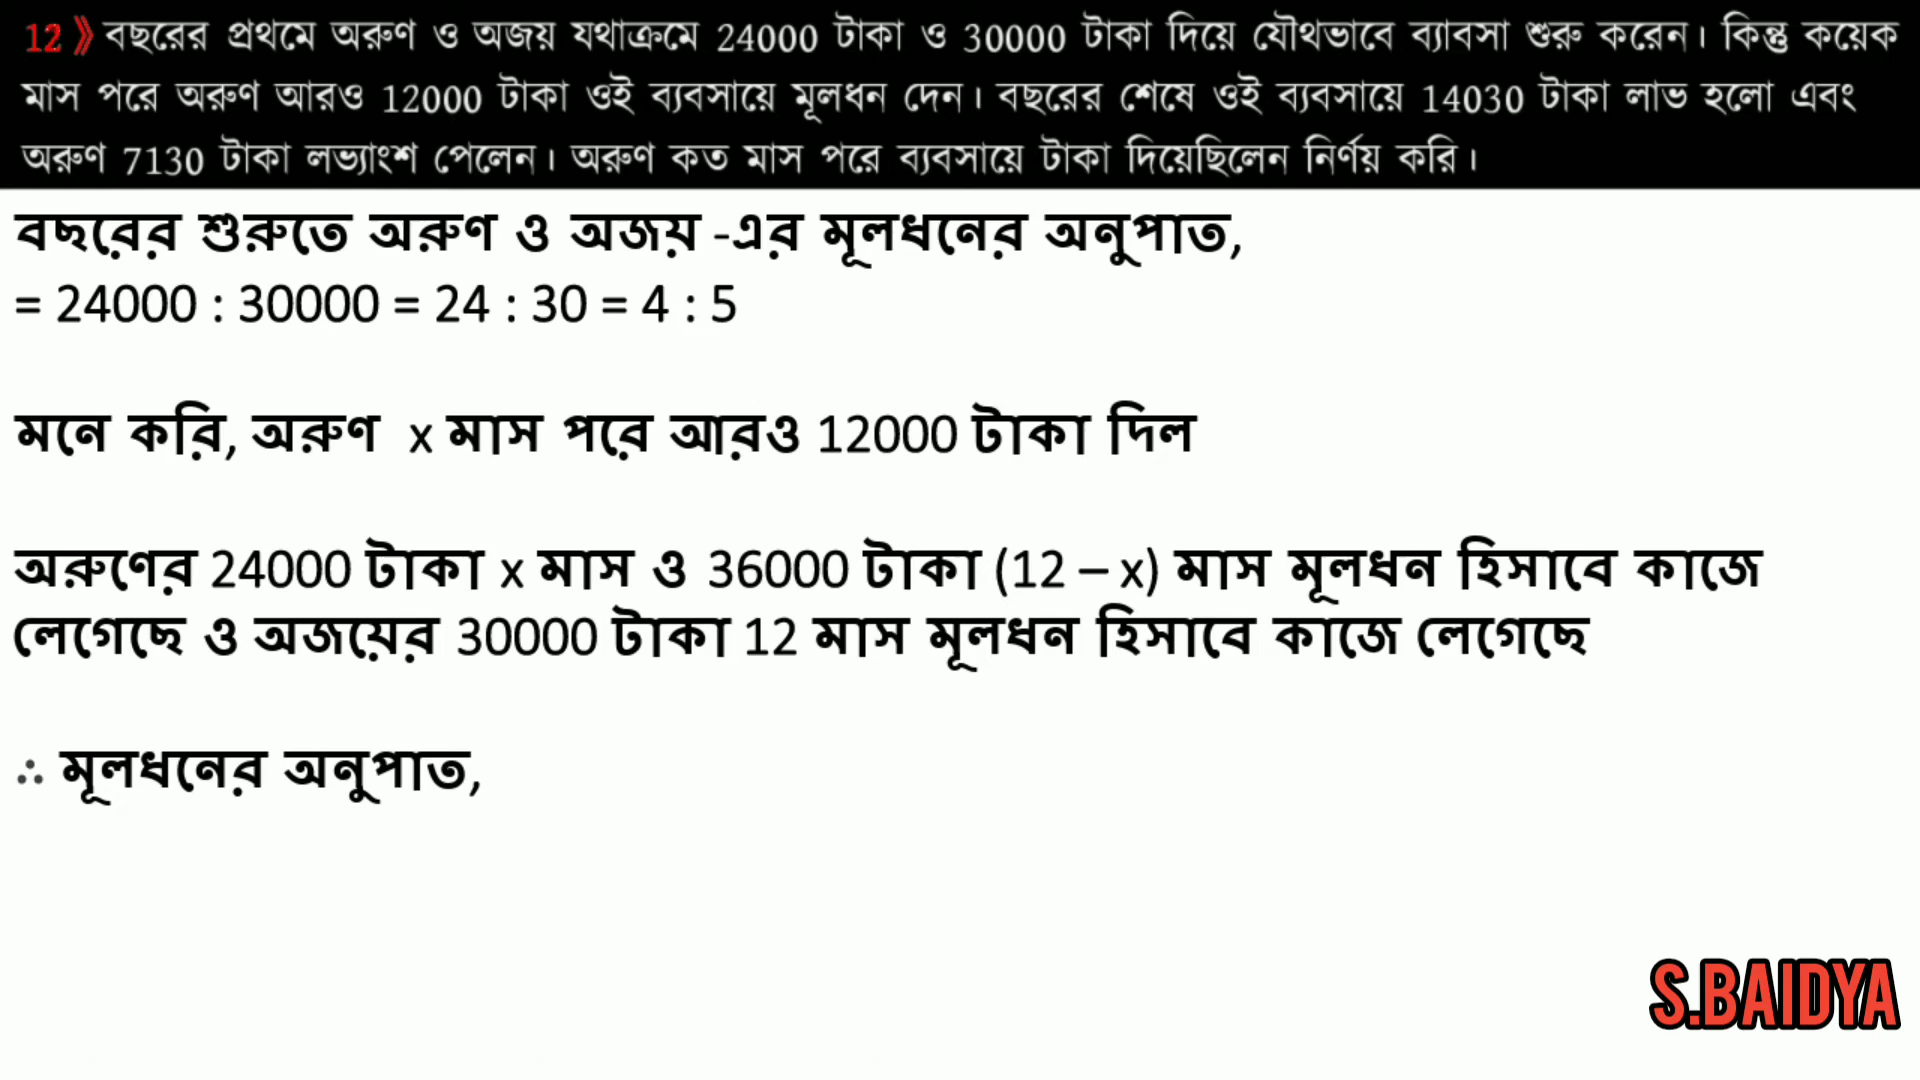 12》বছরের প্রথমে অরুণ ও অজয় যথাক্রমে 24000 টাকা ও 30000 টাকা দিয়ে যৌথভাবে ব্যাবসা শুরু করেন। কিন্তু কয়েক
মাস পরে অরুণ আরও 12000 টাকা ওই ব্যবসায়ে মূলধন দেন। বছরের শেষে ওই ব্যবসায়ে 14030 টাকা লাভ হলো এবং
অরুণ 7130 টাকা লভ্যাংশ পেলেন। অরুণ কত মাস পরে ব্যবসায়ে টাকা দিয়েছিলেন নির্ণয় করি।
বছরের শুরুতে অরুণ ও অজয় -এর মূলধনের অনুপাত,
= 24000 : 30000 = 24 : 30 = 4 : 5
মনে করি, অরুণ x মাস পরে আরও 12000 টাকা দিল
অরুণের 24000 টাকা x মাস ও 36000 টাকা (12 – x) মাস মূলধন হিসাবে কাজে
লেগেছে ও অজয়ের 30000 টাকা 12 মাস মূলধন হিসাবে কাজে লেগেছে
∴ মূলধনের অনুপাত,
S.BAIDYA